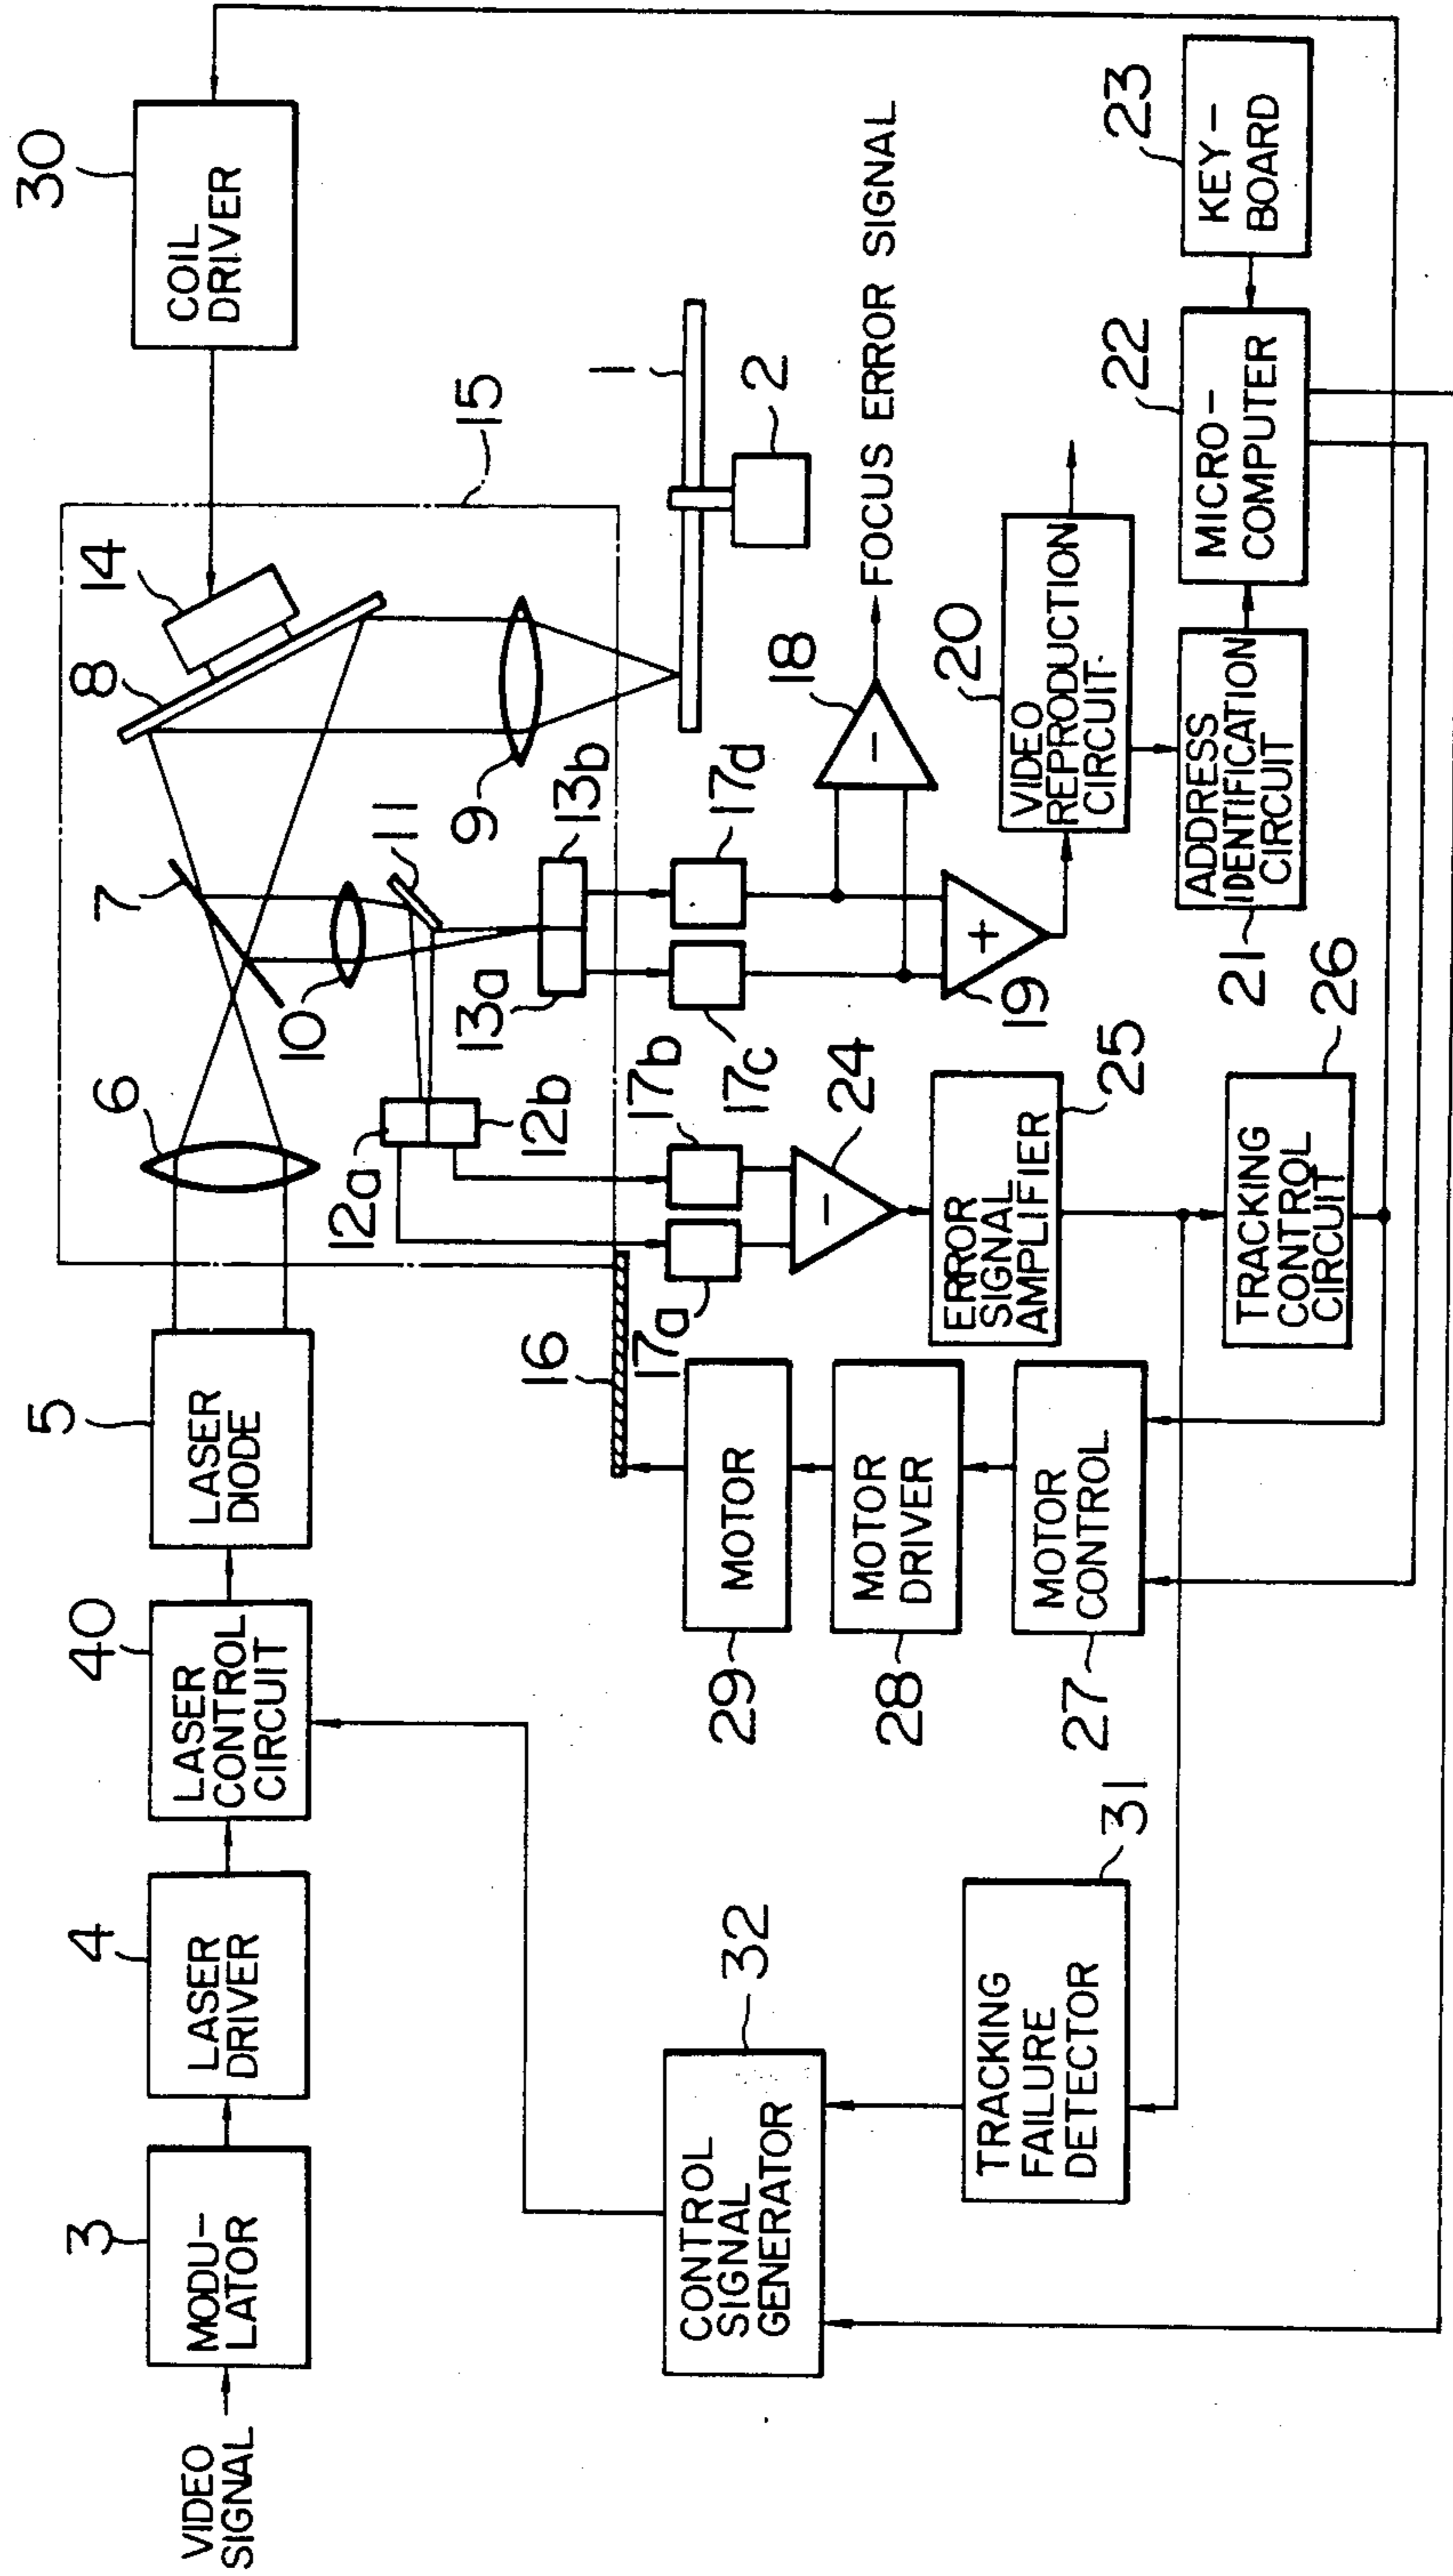 VIDEO
SIGNAL
3
MODU-
LATOR
4
LASER
DRIVER
40
LASER
CONTROL
CIRCUIT
5
LASER
DIODE
6
7
8
14
30
COIL
DRIVER
15
10
11
9
1
2
12a
12b
13a
13b
16
17a
17b
17c
17d
18
FOCUS ERROR SIGNAL
19
+
-
20
VIDEO
REPRODUCTION
CIRCUIT
21
ADDRESS
IDENTIFICATION
CIRCUIT
22
MICRO-
COMPUTER
23
KEY-
BOARD
24
-
25
ERROR
SIGNAL
AMPLIFIER
26
TRACKING
CONTROL
CIRCUIT
29
MOTOR
28
MOTOR
DRIVER
27
MOTOR
CONTROL
32
CONTROL
SIGNAL
GENERATOR
31
TRACKING
FAILURE
DETECTOR